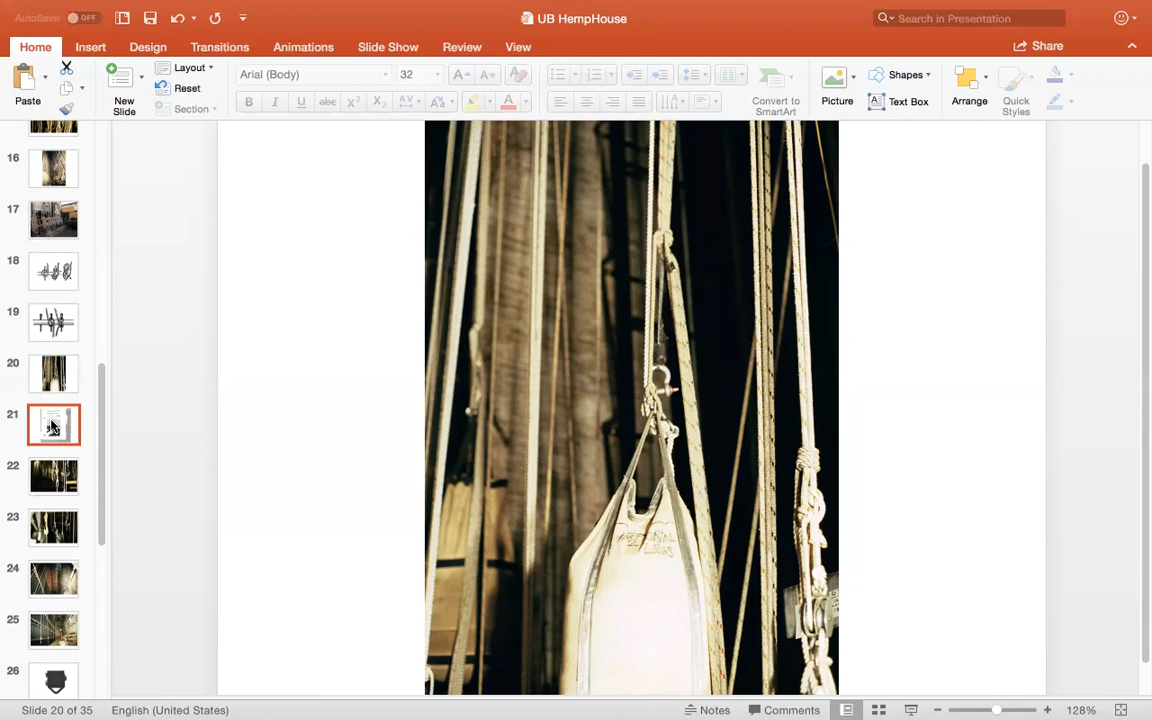 AutoSave OFF
UB HempHouse
Search in Presentation
Home Insert Design Transitions Animations Slide Show Review View
Share
Paste
New Slide
Layout
Reset
Section
Arial (Body) 32
Convert to SmartArt
Picture
Shapes
Text Box
Arrange
Quick Styles
16
17
18
19
20
21
22
23
24
25
26
Slide 20 of 35
English (United States)
Notes
Comments
128%